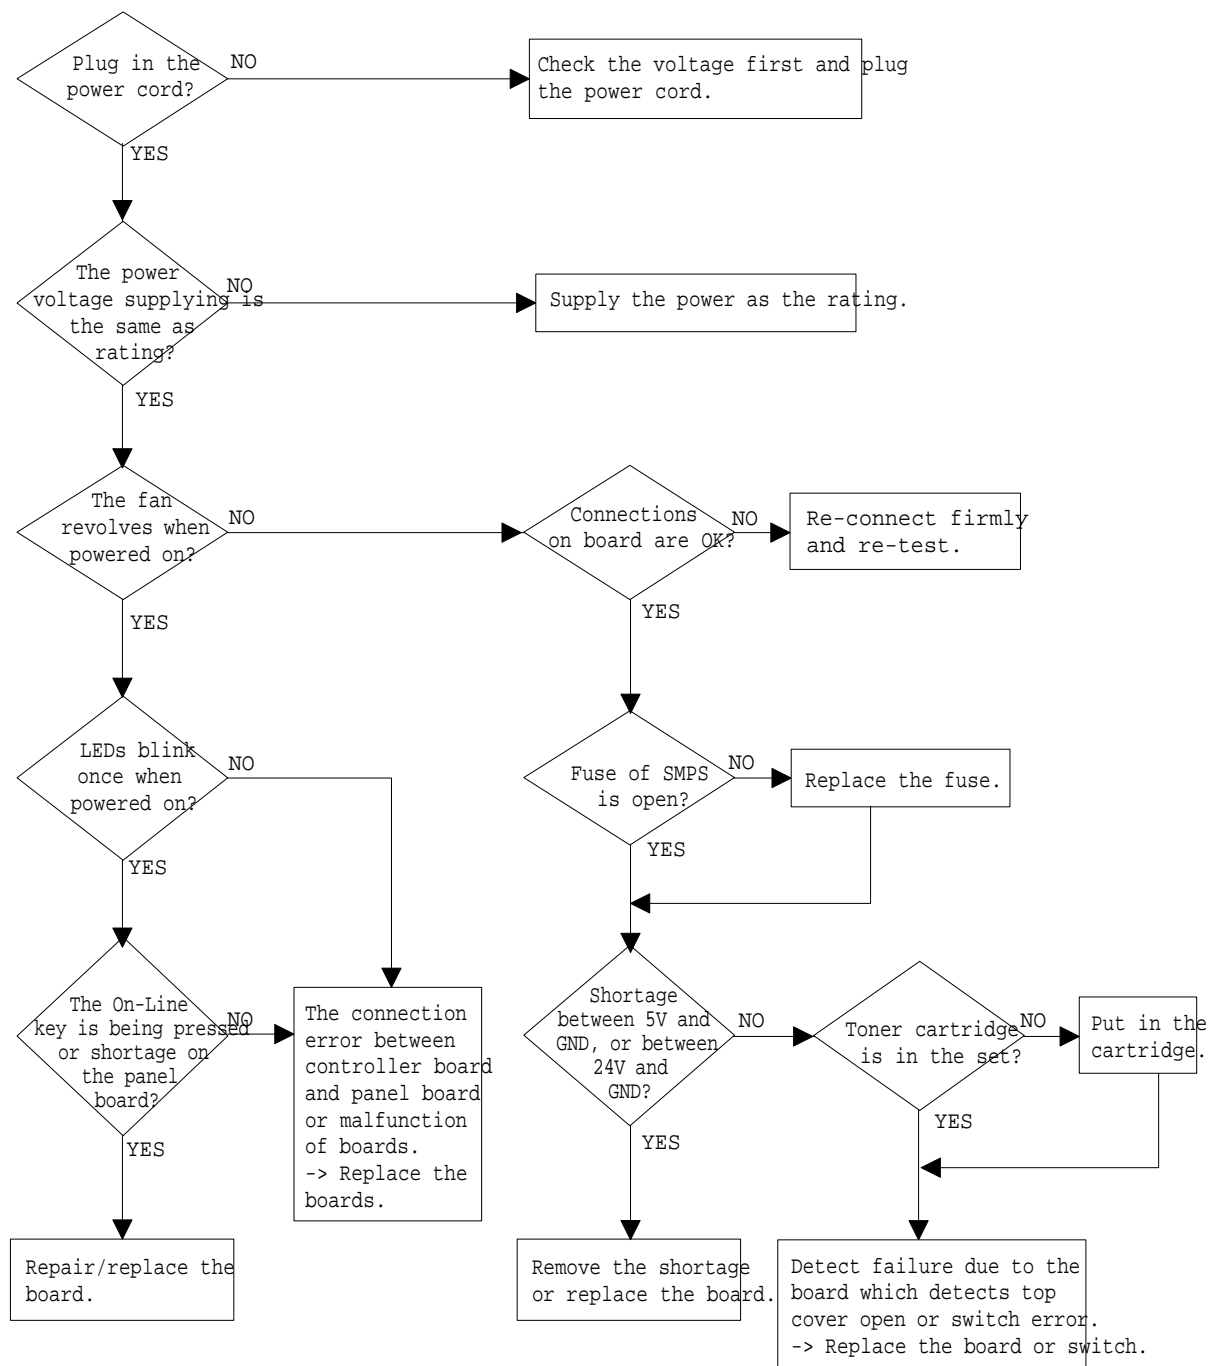 Plug in the
power cord?
NO
Check the voltage first and plug
the power cord.
YES
The power
voltage supplying is
the same as
rating?
NO
Supply the power as the rating.
YES
The fan
revolves when
powered on?
NO
Connections
on board are OK?
NO
Re-connect firmly
and re-test.
YES
YES
LEDs blink
once when
powered on?
NO
Fuse of SMPS
is open?
NO
Replace the fuse.
YES
YES
The On-Line
key is being pressed
or shortage on
the panel
board?
NO
The connection
error between
controller board
and panel board
or malfunction
of boards.
-> Replace the
boards.
Shortage
between 5V and
GND, or between
24V and
GND?
NO
Toner cartridge
is in the set?
NO
Put in the
cartridge.
YES
YES
YES
Repair/replace the
board.
Remove the shortage
or replace the board.
Detect failure due to the
board which detects top
cover open or switch error.
-> Replace the board or switch.